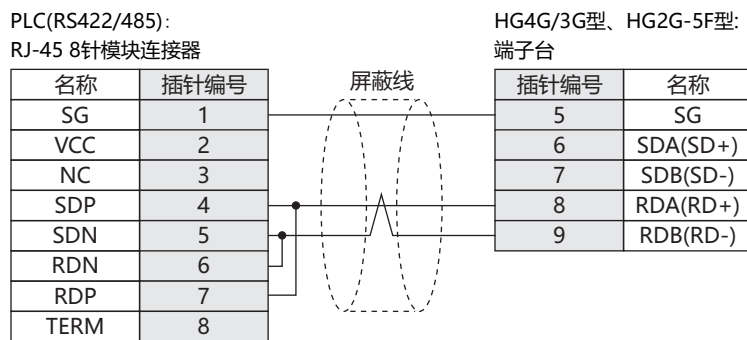 PLC(RS422/485):
RJ-45 8针模块连接器
名称 插针编号
SG 1
VCC 2
NC 3
SDP 4
SDN 5
RDN 6
RDP 7
TERM 8
屏蔽线
HG4G/3G型、HG2G-5F型:
端子台
插针编号 名称
5 SG
6 SDA(SD+)
7 SDB(SD-)
8 RDA(RD+)
9 RDB(RD-)